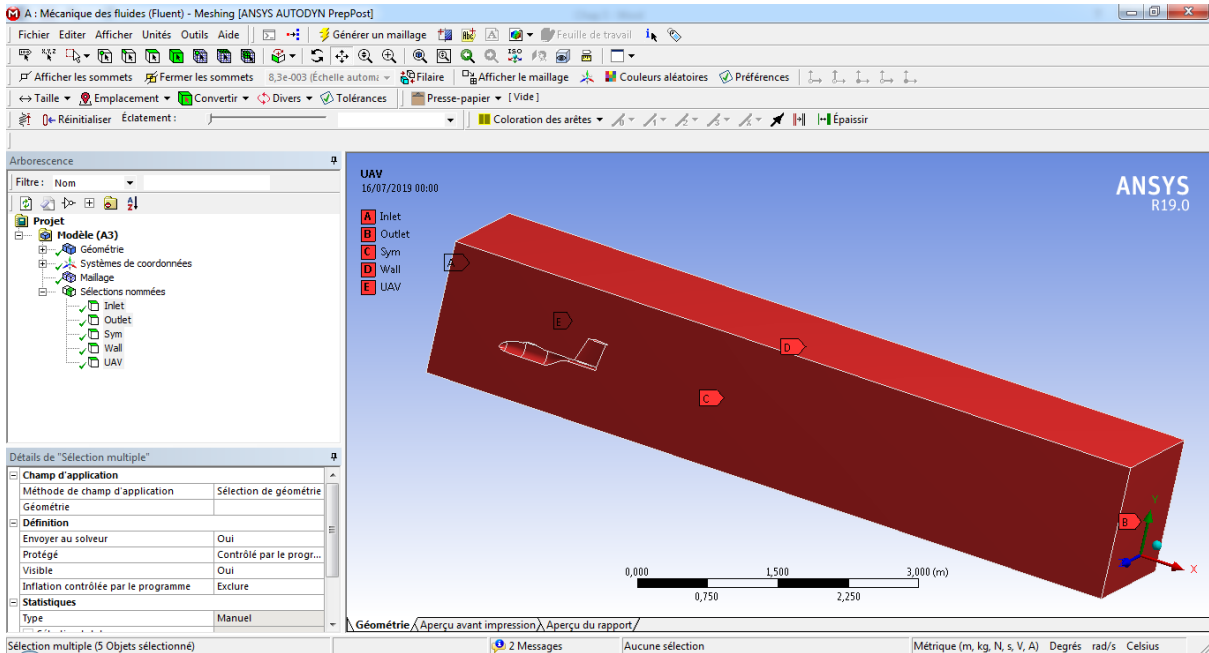 A : Mécanique des fluides (Fluent) - Meshing [ANSYS AUTODYN PrepPost]
Fichier Editer Afficher Unités Outils Aide Générer un maillage Feuille de travail
Afficher les sommets Fermer les sommets 8,3e-003 (Échelle automa Filaire Afficher le maillage Couleurs aléatoires Préférences
Taille Emplacement Convertir Divers Tolérances Presse-papier [Vide]
Réinitialiser Éclatement : Coloration des arêtes Épaissir
Arborescence
Filtre : Nom
Projet
Modèle (A3)
Géométrie
Systèmes de coordonnées
Maillage
Sélections nommées
Inlet
Outlet
Sym
Wall
UAV
Détails de "Sélection multiple"
Champ d'application
Méthode de champ d'application Sélection de géométrie
Géométrie
Définition
Envoyer au solveur Oui
Protégé Contrôlé par le progr...
Visible Oui
Inflation contrôlée par le programme Exclure
Statistiques
Type Manuel
UAV
16/07/2019 00:00
A Inlet
B Outlet
C Sym
D Wall
E UAV
ANSYS
R19.0
A
E
D
C
B
Y
X
0,000 1,500 3,000 (m)
0,750 2,250
Géométrie Aperçu avant impression Aperçu du rapport
Sélection multiple (5 Objets sélectionné) 2 Messages Aucune sélection Métrique (m, kg, N, s, V, A) Degrés rad/s Celsius